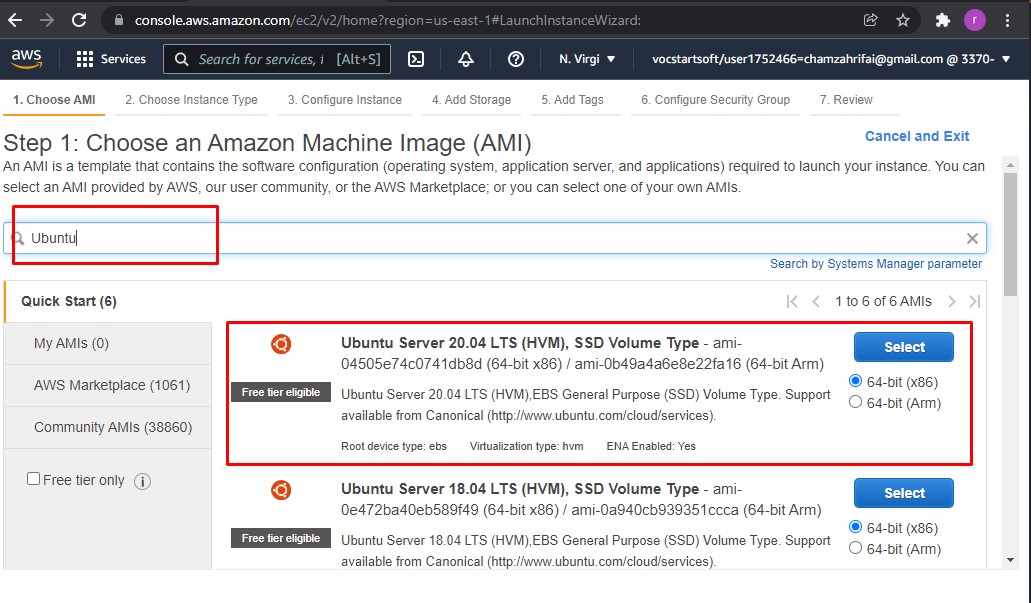 console.aws.amazon.com/ec2/v2/home?region=us-east-1#LaunchInstanceWizard:
r
aws
Services
Search for services, f
[Alt+S]
N. Virgi
vocstartsoft/user1752466=chamzahrifai@gmail.com @ 3370-
1. Choose AMI
2. Choose Instance Type
3. Configure Instance
4. Add Storage
5. Add Tags
6. Configure Security Group
7. Review
Step 1: Choose an Amazon Machine Image (AMI)
Cancel and Exit
An AMI is a template that contains the software configuration (operating system, application server, and applications) required to launch your instance. You can
select an AMI provided by AWS, our user community, or the AWS Marketplace; or you can select one of your own AMIs.
Ubuntu
Search by Systems Manager parameter
Quick Start (6)
1 to 6 of 6 AMIs
My AMIs (0)
AWS Marketplace (1061)
Community AMIs (38860)
Free tier only
i
Ubuntu Server 20.04 LTS (HVM), SSD Volume Type - ami-
04505e74c0741db8d (64-bit x86) / ami-0b49a4a6e8e22fa16 (64-bit Arm)
Free tier eligible
Ubuntu Server 20.04 LTS (HVM),EBS General Purpose (SSD) Volume Type. Support
available from Canonical (http://www.ubuntu.com/cloud/services).
Root device type: ebs
Virtualization type: hvm
ENA Enabled: Yes
Select
64-bit (x86)
64-bit (Arm)
Ubuntu Server 18.04 LTS (HVM), SSD Volume Type - ami-
0e472ba40eb589f49 (64-bit x86) / ami-0a940cb939351ccca (64-bit Arm)
Free tier eligible
Ubuntu Server 18.04 LTS (HVM),EBS General Purpose (SSD) Volume Type. Support
available from Canonical (http://www.ubuntu.com/cloud/services).
Select
64-bit (x86)
64-bit (Arm)